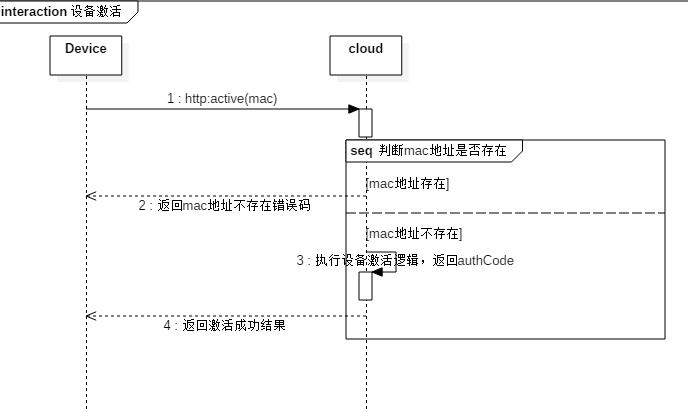 interaction 设备激活
Device
cloud
1 : http:active(mac)
seq 判断mac地址是否存在
[mac地址存在]
2 : 返回mac地址不存在错误码
[mac地址不存在]
3 : 执行设备激活逻辑，返回authCode
4 : 返回激活成功结果